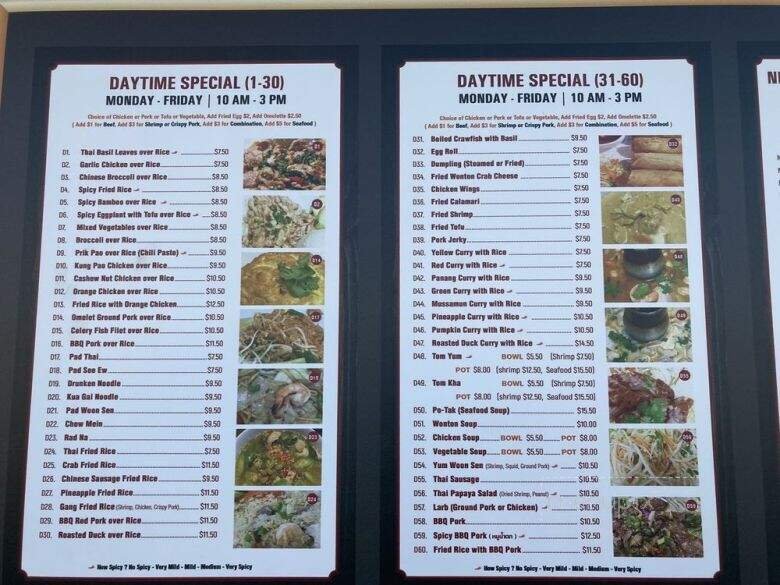 DAYTIME SPECIAL (1-30)
MONDAY - FRIDAY | 10 AM - 3 PM
Choice of Chicken or Pork or Tofu or Vegetable, Add Fried Egg $2, Add Omelette $2.50
( Add $1 for Beef, Add $3 for Shrimp or Crispy Pork, Add $3 for Combination, Add $5 for Seafood )
D1. Thai Basil Leaves over Rice $7.50
D2. Garlic Chicken over Rice $7.50
D3. Chinese Broccoli over Rice $8.50
D4. Spicy Fried Rice $8.50
D5. Spicy Bamboo over Rice $8.50
D6. Spicy Eggplant with Tofu over Rice $8.50
D7. Mixed Vegetables over Rice $8.50
D8. Broccoli over Rice $8.50
D9. Prik Pao over Rice (Chili Paste) $9.50
D10. Kung Pao Chicken over Rice $9.50
D11. Cashew Nut Chicken over Rice $10.50
D12. Orange Chicken over Rice $10.50
D13. Fried Rice with Orange Chicken $12.50
D14. Omelet Ground Pork over Rice $10.50
D15. Celery Fish Filet over Rice $10.50
D16. BBQ Pork over Rice $11.50
D17. Pad Thai $7.50
D18. Pad See Ew $7.50
D19. Drunken Noodle $9.50
D20. Kua Gai Noodle $9.50
D21. Pad Woon Sen $9.50
D22. Chow Mein $9.50
D23. Rad Na $9.50
D24. Thai Fried Rice $7.50
D25. Crab Fried Rice $11.50
D26. Chinese Sausage Fried Rice $9.50
D27. Pineapple Fried Rice $11.50
D28. Gang Fried Rice (Shrimp, Chicken, Crispy Pork) $11.50
D29. BBQ Red Pork over Rice $11.50
D30. Roasted Duck over Rice $11.50
How Spicy ? No Spicy - Very Mild - Mild - Medium - Very Spicy
D1
D2
D14
D17
D19
D23
D24
DAYTIME SPECIAL (31-60)
MONDAY - FRIDAY | 10 AM - 3 PM
Choice of Chicken or Pork or Tofu or Vegetable, Add Fried Egg $2, Add Omelette $2.50
( Add $1 for Beef, Add $3 for Shrimp or Crispy Pork, Add $3 for Combination, Add $5 for Seafood )
D31. Boiled Crawfish with Basil $9.50
D32. Egg Roll $7.50
D33. Dumpling (Steamed or Fried) $7.50
D34. Fried Wonton Crab Cheese $7.50
D35. Chicken Wings $7.50
D36. Fried Calamari $7.50
D37. Fried Shrimp $7.50
D38. Fried Tofu $7.50
D39. Pork Jerky $7.50
D40. Yellow Curry with Rice $7.50
D41. Red Curry with Rice $7.50
D42. Panang Curry with Rice $9.50
D43. Green Curry with Rice $9.50
D44. Mussamun Curry with Rice $9.50
D45. Pineapple Curry with Rice $10.50
D46. Pumpkin Curry with Rice $10.50
D47. Roasted Duck Curry with Rice $14.50
D48. Tom Yum BOWL $5.50 (Shrimp $7.50)
POT $8.00 (shrimp $12.50, Seafood $15.50)
D49. Tom Kha BOWL $5.50 (Shrimp $7.50)
POT $8.00 (shrimp $12.50, Seafood $15.50)
D50. Po-Tak (Seafood Soup) $15.50
D51. Wonton Soup $10.00
D52. Chicken Soup BOWL $5.50 POT $8.00
D53. Vegetable Soup BOWL $5.50 POT $8.00
D54. Yum Woon Sen (Shrimp, Squid, Ground Pork) $10.50
D55. Thai Sausage $10.50
D56. Thai Papaya Salad (Dried Shrimp, Peanut) $10.50
D57. Larb (Ground Pork or Chicken) $10.50
D58. BBQ Pork $10.50
D59. Spicy BBQ Pork (หมูน้ำตก) $12.50
D60. Fried Rice with BBQ Pork $11.50
How Spicy ? No Spicy - Very Mild - Mild - Medium - Very Spicy
D32
D40
D48
D49
D55
D56
D59